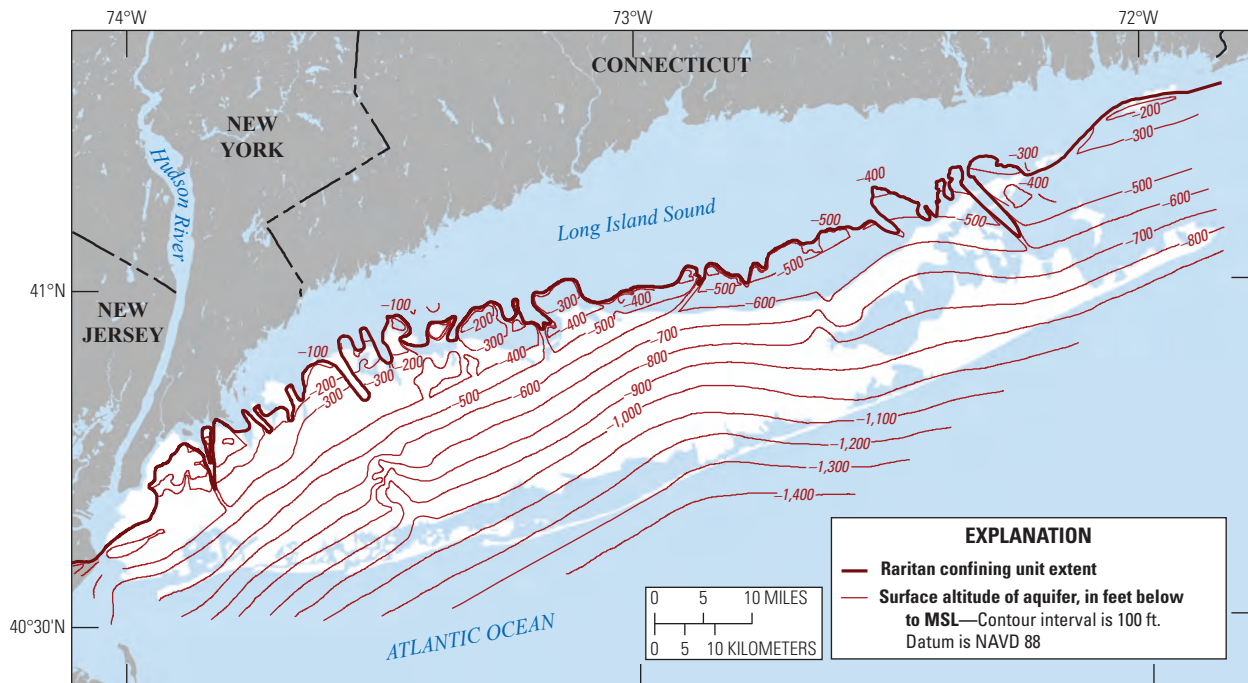 74°W
73°W
72°W
CONNECTICUT
NEW
YORK
Hudson River
Long Island Sound
41°N
NEW
JERSEY
40°30'N
ATLANTIC OCEAN
–200
–300
–300
–400
–400
–500
–600
–700
–800
–500
–500
–500
–500
–600
–400
–300
–400
–500
–100
–200
–300
–400
–100
–200
–300
–200
–300
–500
–600
–700
–800
–900
–1,000
–1,100
–1,200
–1,300
–1,400
0 5 10 MILES
0 5 10 KILOMETERS
EXPLANATION
Raritan confining unit extent
Surface altitude of aquifer, in feet below
to MSL—Contour interval is 100 ft.
Datum is NAVD 88